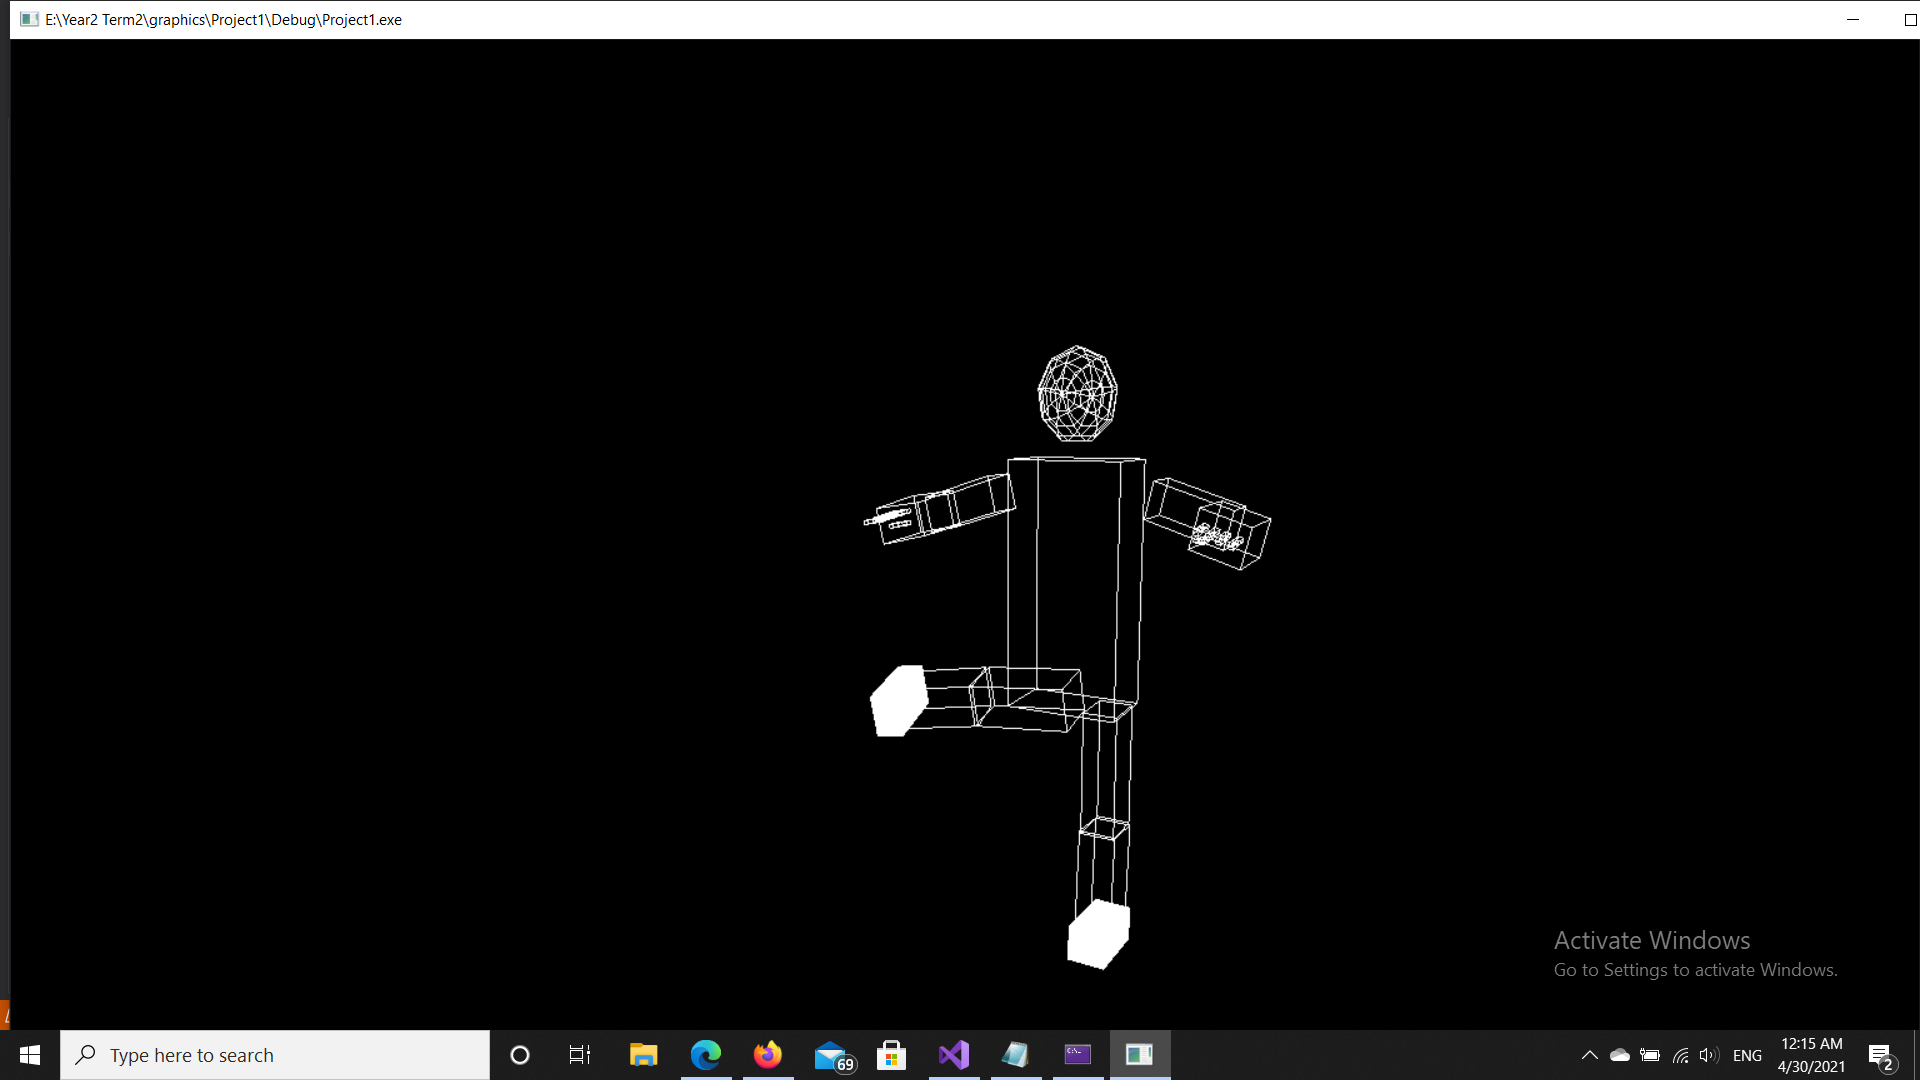 E:\Year2 Term2\graphics\Project1\Debug\Project1.exe
Activate Windows
Go to Settings to activate Windows.
Type here to search
69
ENG
12:15 AM
4/30/2021
2